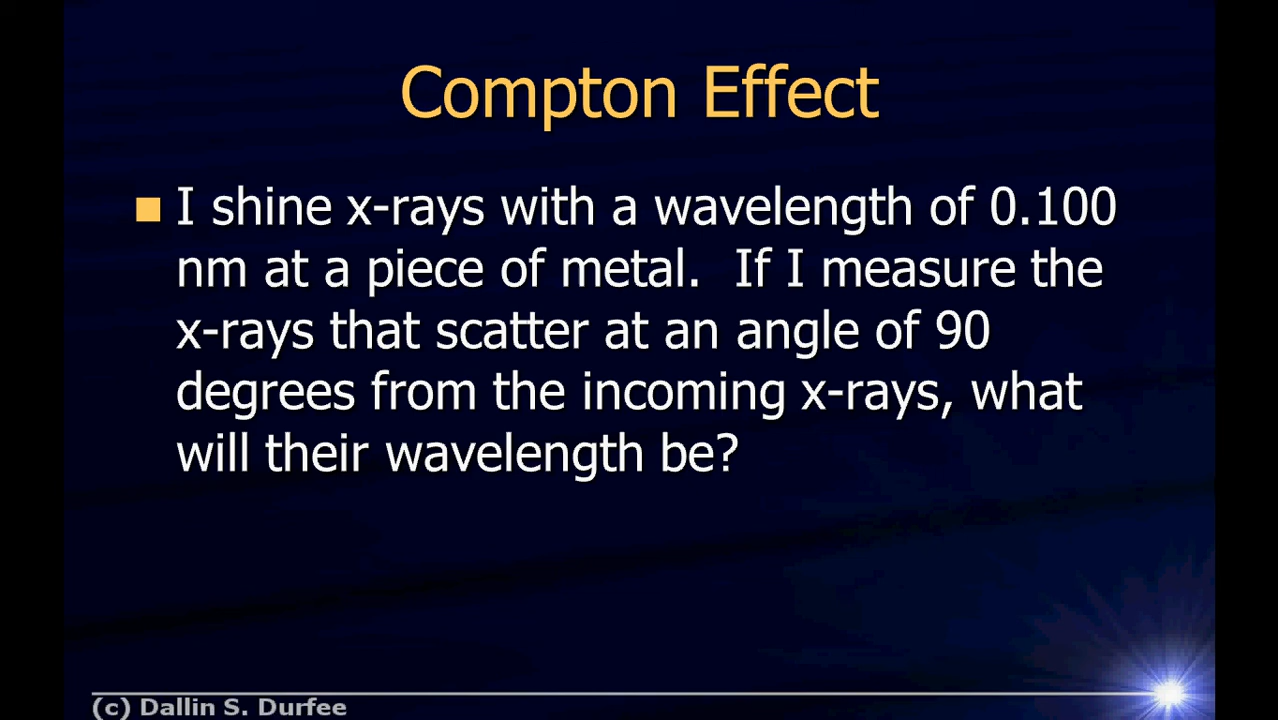 Compton Effect
I shine x-rays with a wavelength of 0.100
nm at a piece of metal.  If I measure the
x-rays that scatter at an angle of 90
degrees from the incoming x-rays, what
will their wavelength be?
(c) Dallin S. Durfee